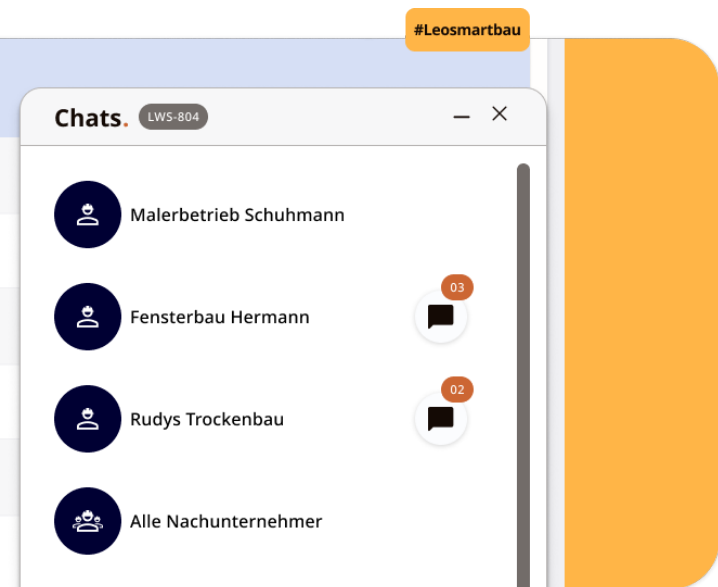 #Leosmartbau
Chats. LWS-804
Malerbetrieb Schuhmann
03
Fensterbau Hermann
02
Rudys Trockenbau
Alle Nachunternehmer